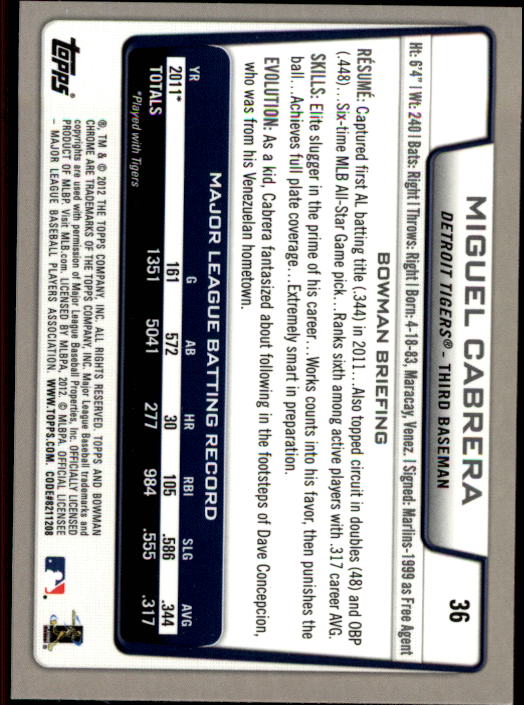 36
MIGUEL CABRERA
DETROIT TIGERS® - THIRD BASEMAN
Ht: 6'4" | Wt: 240 | Bats: Right | Throws: Right | Born: 4-18-83, Maracay, Venez. | Signed: Marlins-1999 as Free Agent
BOWMAN BRIEFING
RÉSUMÉ: Captured first AL batting title (.344) in 2011...Also topped circuit in doubles (48) and OBP
(.448)...Six-time MLB All-Star Game pick...Ranks sixth among active players with .317 career AVG.
SKILLS: Elite slugger in the prime of his career...Works counts into his favor, then punishes the
ball...Achieves full plate coverage...Extremely smart in preparation.
EVOLUTION: As a kid, Cabrera fantasized about following in the footsteps of Dave Concepcion,
who was from his Venezuelan hometown.
MAJOR LEAGUE BATTING RECORD
YR G AB HR RBI SLG AVG
2011* 161 572 30 105 .586 .344
TOTALS 1351 5041 277 984 .555 .317
*Played with Tigers
Topps
®, TM & © 2012 THE TOPPS COMPANY, INC. ALL RIGHTS RESERVED. TOPPS AND BOWMAN
CHROME ARE TRADEMARKS OF THE TOPPS COMPANY, INC. Major League Baseball trademarks and
copyrights are used with permission of Major League Baseball Properties, Inc. OFFICIALLY LICENSED
PRODUCT OF MLBP. Visit MLB.com. LICENSED BY MLBPA, 2012. © MLBPA. OFFICIAL LICENSEE
– MAJOR LEAGUE BASEBALL PLAYERS ASSOCIATION. WWW.TOPPS.COM. CODE#8211208